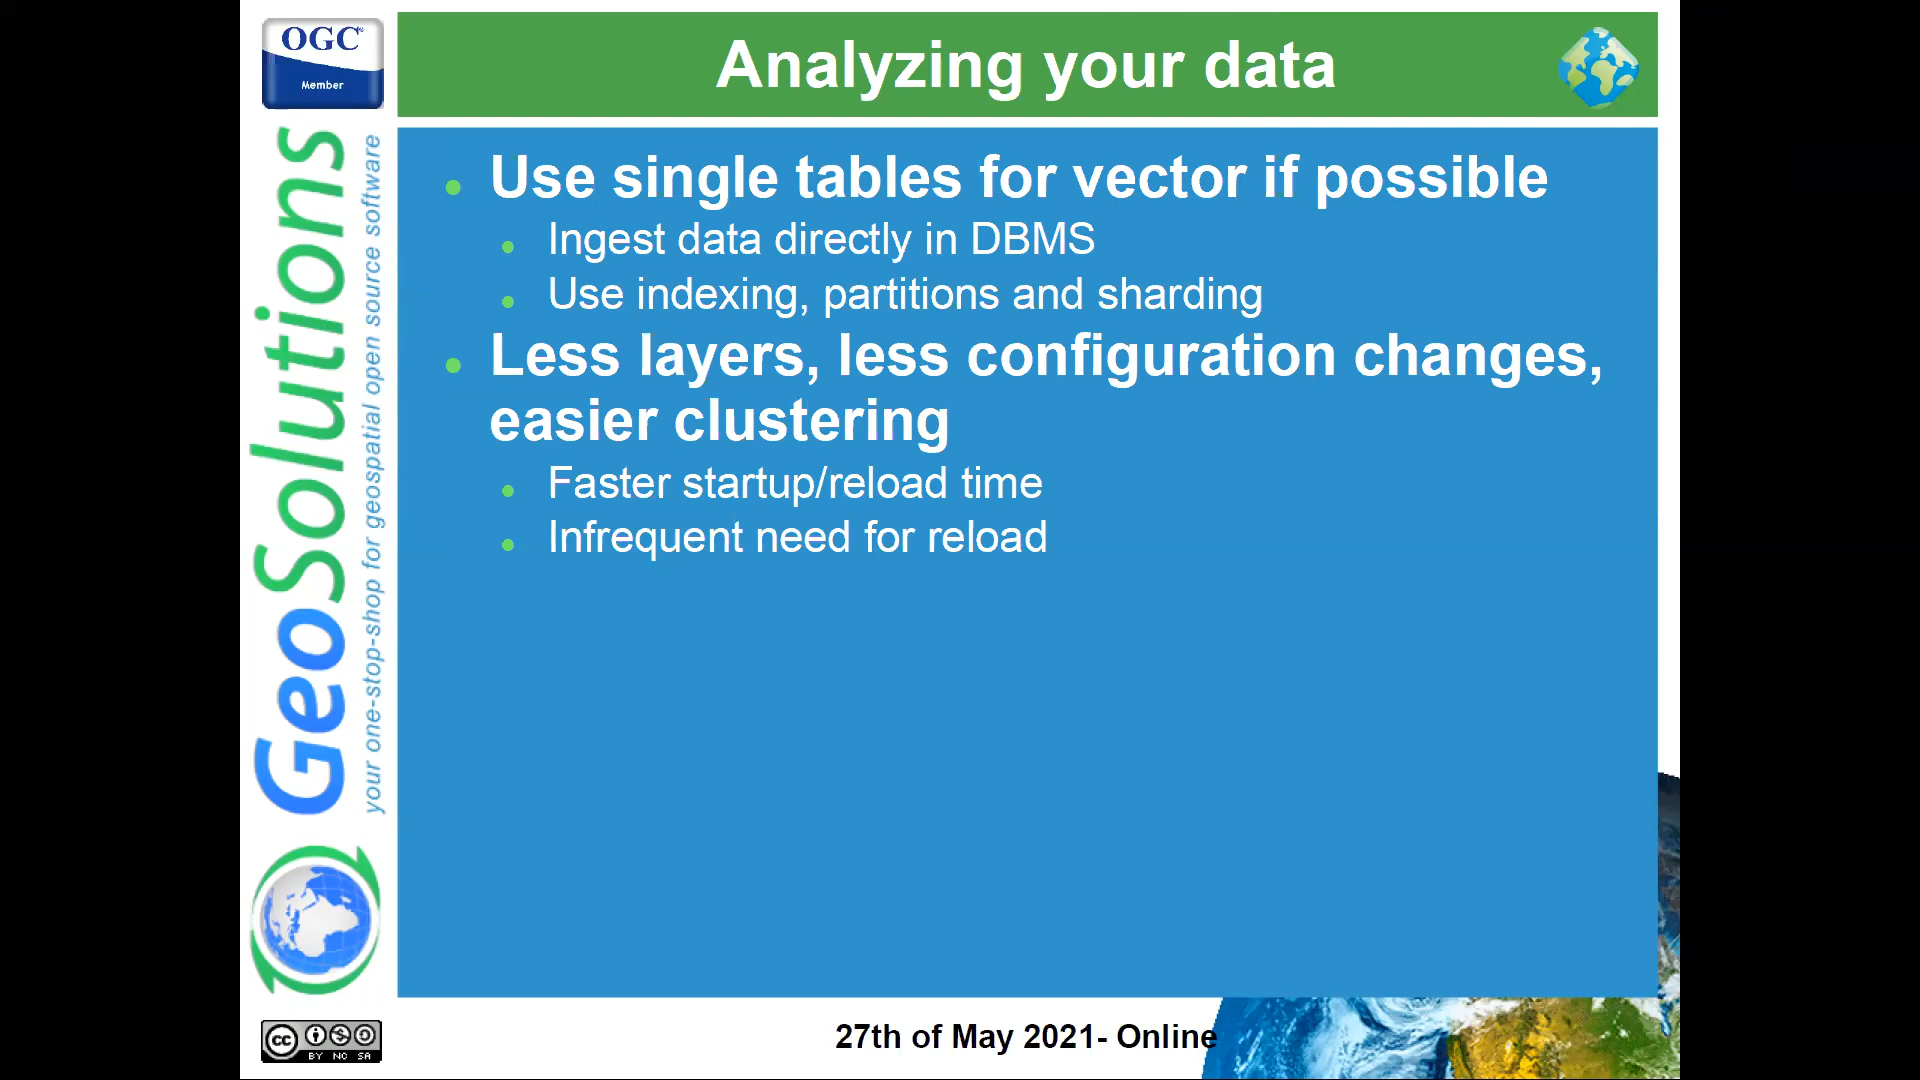 OGC®
Member
Analyzing your data
Use single tables for vector if possible
Ingest data directly in DBMS
Use indexing, partitions and sharding
Less layers, less configuration changes,
easier clustering
Faster startup/reload time
Infrequent need for reload
GeoSolutions
your one-stop-shop for geospatial open source software
cc
BY NC SA
27th of May 2021- Online